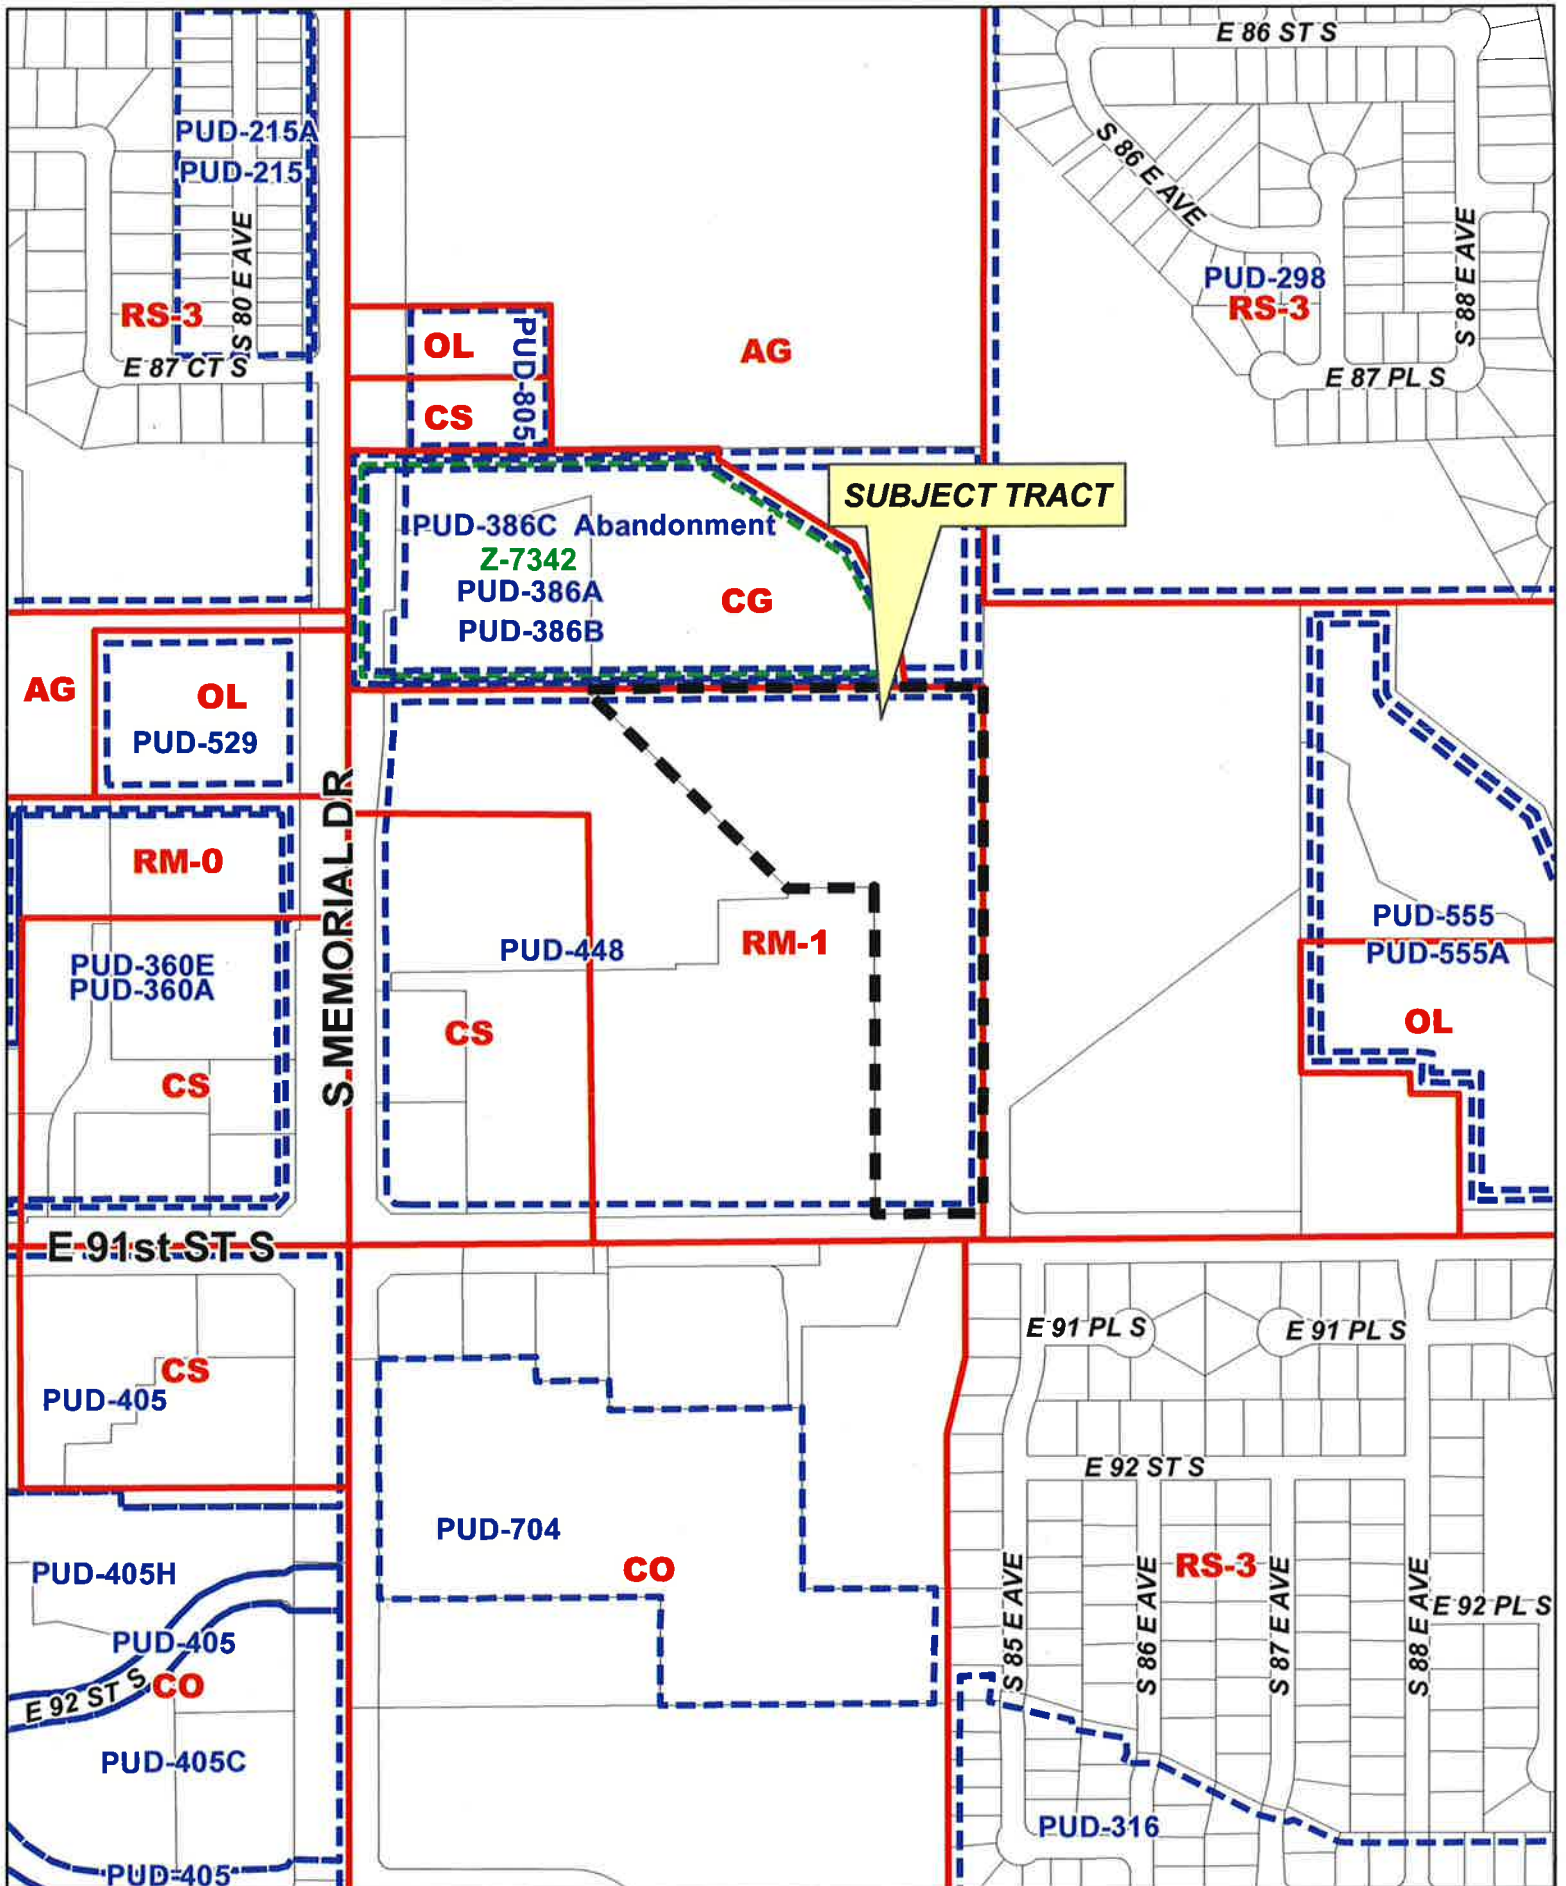 E 86 ST S
PUD-215A
PUD-215
S 86 E AVE
S 80 E AVE
S 88 E AVE
PUD-298
RS-3
RS-3
E 87 CT S
E 87 PL S
OL
PUD-805
AG
CS
SUBJECT TRACT
PUD-386C Abandonment
Z-7342
PUD-386A
CG
PUD-386B
AG
OL
PUD-529
S MEMORIAL DR
RM-0
PUD-555
PUD-448
RM-1
PUD-555A
PUD-360E
PUD-360A
CS
OL
CS
E 91st ST S
E 91 PL S
E 91 PL S
CS
PUD-405
E 92 ST S
PUD-704
CO
RS-3
PUD-405H
S 85 E AVE
S 86 E AVE
S 87 E AVE
S 88 E AVE
E 92 PL S
PUD-405
E 92 ST S
CO
PUD-405C
PUD-316
PUD-405